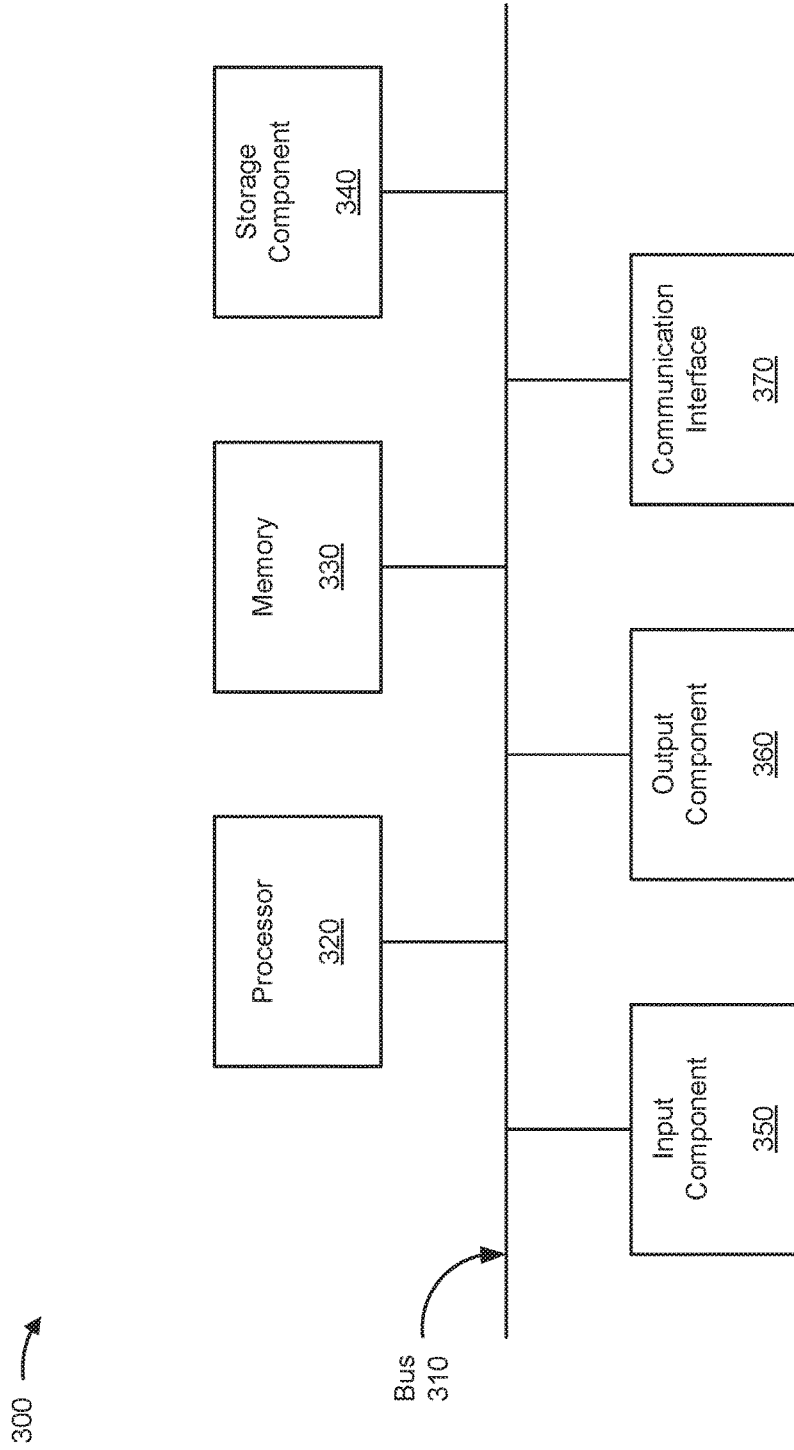 300
Processor
320
Memory
330
Storage
Component
340
Bus
310
Input
Component
350
Output
Component
360
Communication
Interface
370